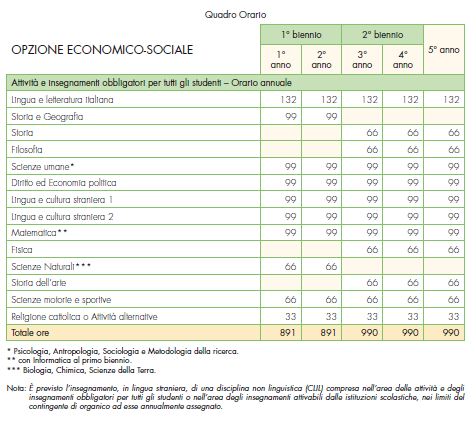 Quadro Orario
OPZIONE ECONOMICO-SOCIALE
1° biennio 2° biennio 5° anno
1° anno 2° anno 3° anno 4° anno
Attività e insegnamenti obbligatori per tutti gli studenti – Orario annuale
Lingua e letteratura italiana 132 132 132 132 132
Storia e Geografia 99 99
Storia 66 66 66
Filosofia 66 66 66
Scienze umane* 99 99 99 99 99
Diritto ed Economia politica 99 99 99 99 99
Lingua e cultura straniera 1 99 99 99 99 99
Lingua e cultura straniera 2 99 99 99 99 99
Matematica** 99 99 99 99 99
Fisica 66 66 66
Scienze Naturali*** 66 66
Storia dell'arte 66 66 66
Scienze motorie e sportive 66 66 66 66 66
Religione cattolica o Attività alternative 33 33 33 33 33
Totale ore 891 891 990 990 990
* Psicologia, Antropologia, Sociologia e Metodologia della ricerca.
** con Informatica al primo biennio.
*** Biologia, Chimica, Scienze della Terra.
Nota: È previsto l'insegnamento, in lingua straniera, di una disciplina non linguistica (CLIL) compresa nell'area delle attività e degli
insegnamenti obbligatori per tutti gli studenti o nell'area degli insegnamenti attivabili dalle istituzioni scolastiche, nei limiti del
contingente di organico ad esse annualmente assegnato.